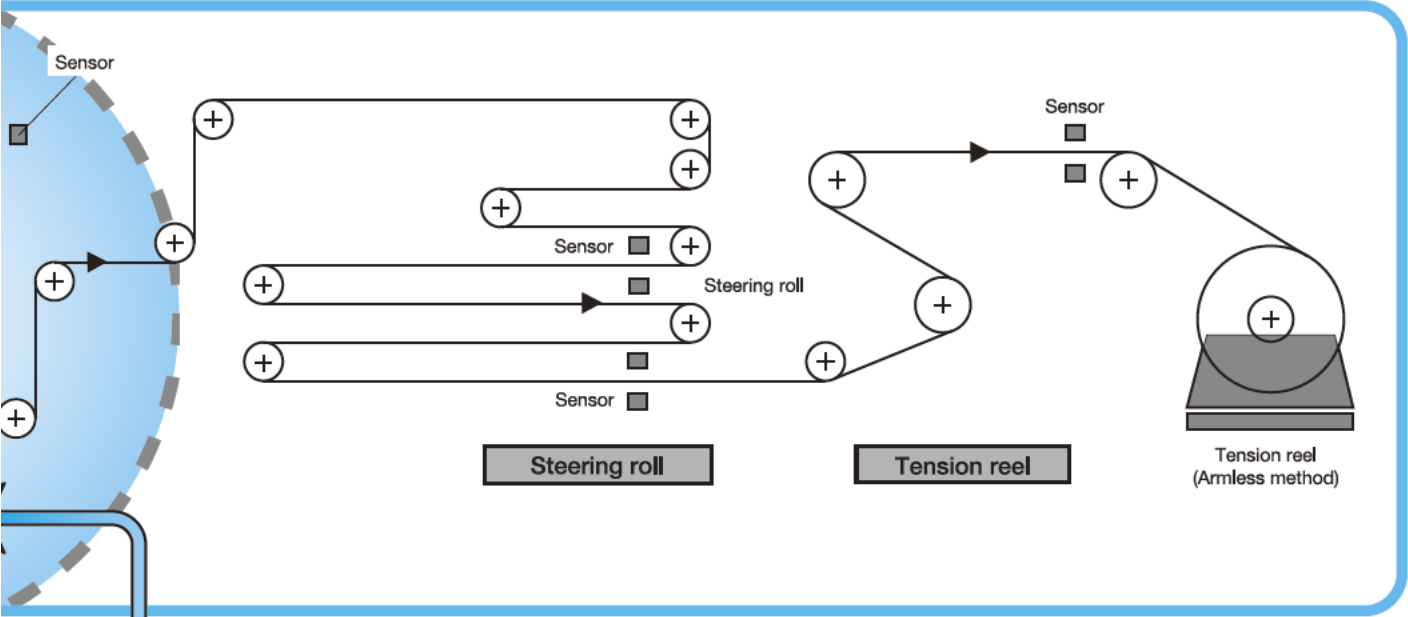 Sensor
Sensor
Sensor
Steering roll
Sensor
Steering roll
Tension reel
Tension reel
(Armless method)